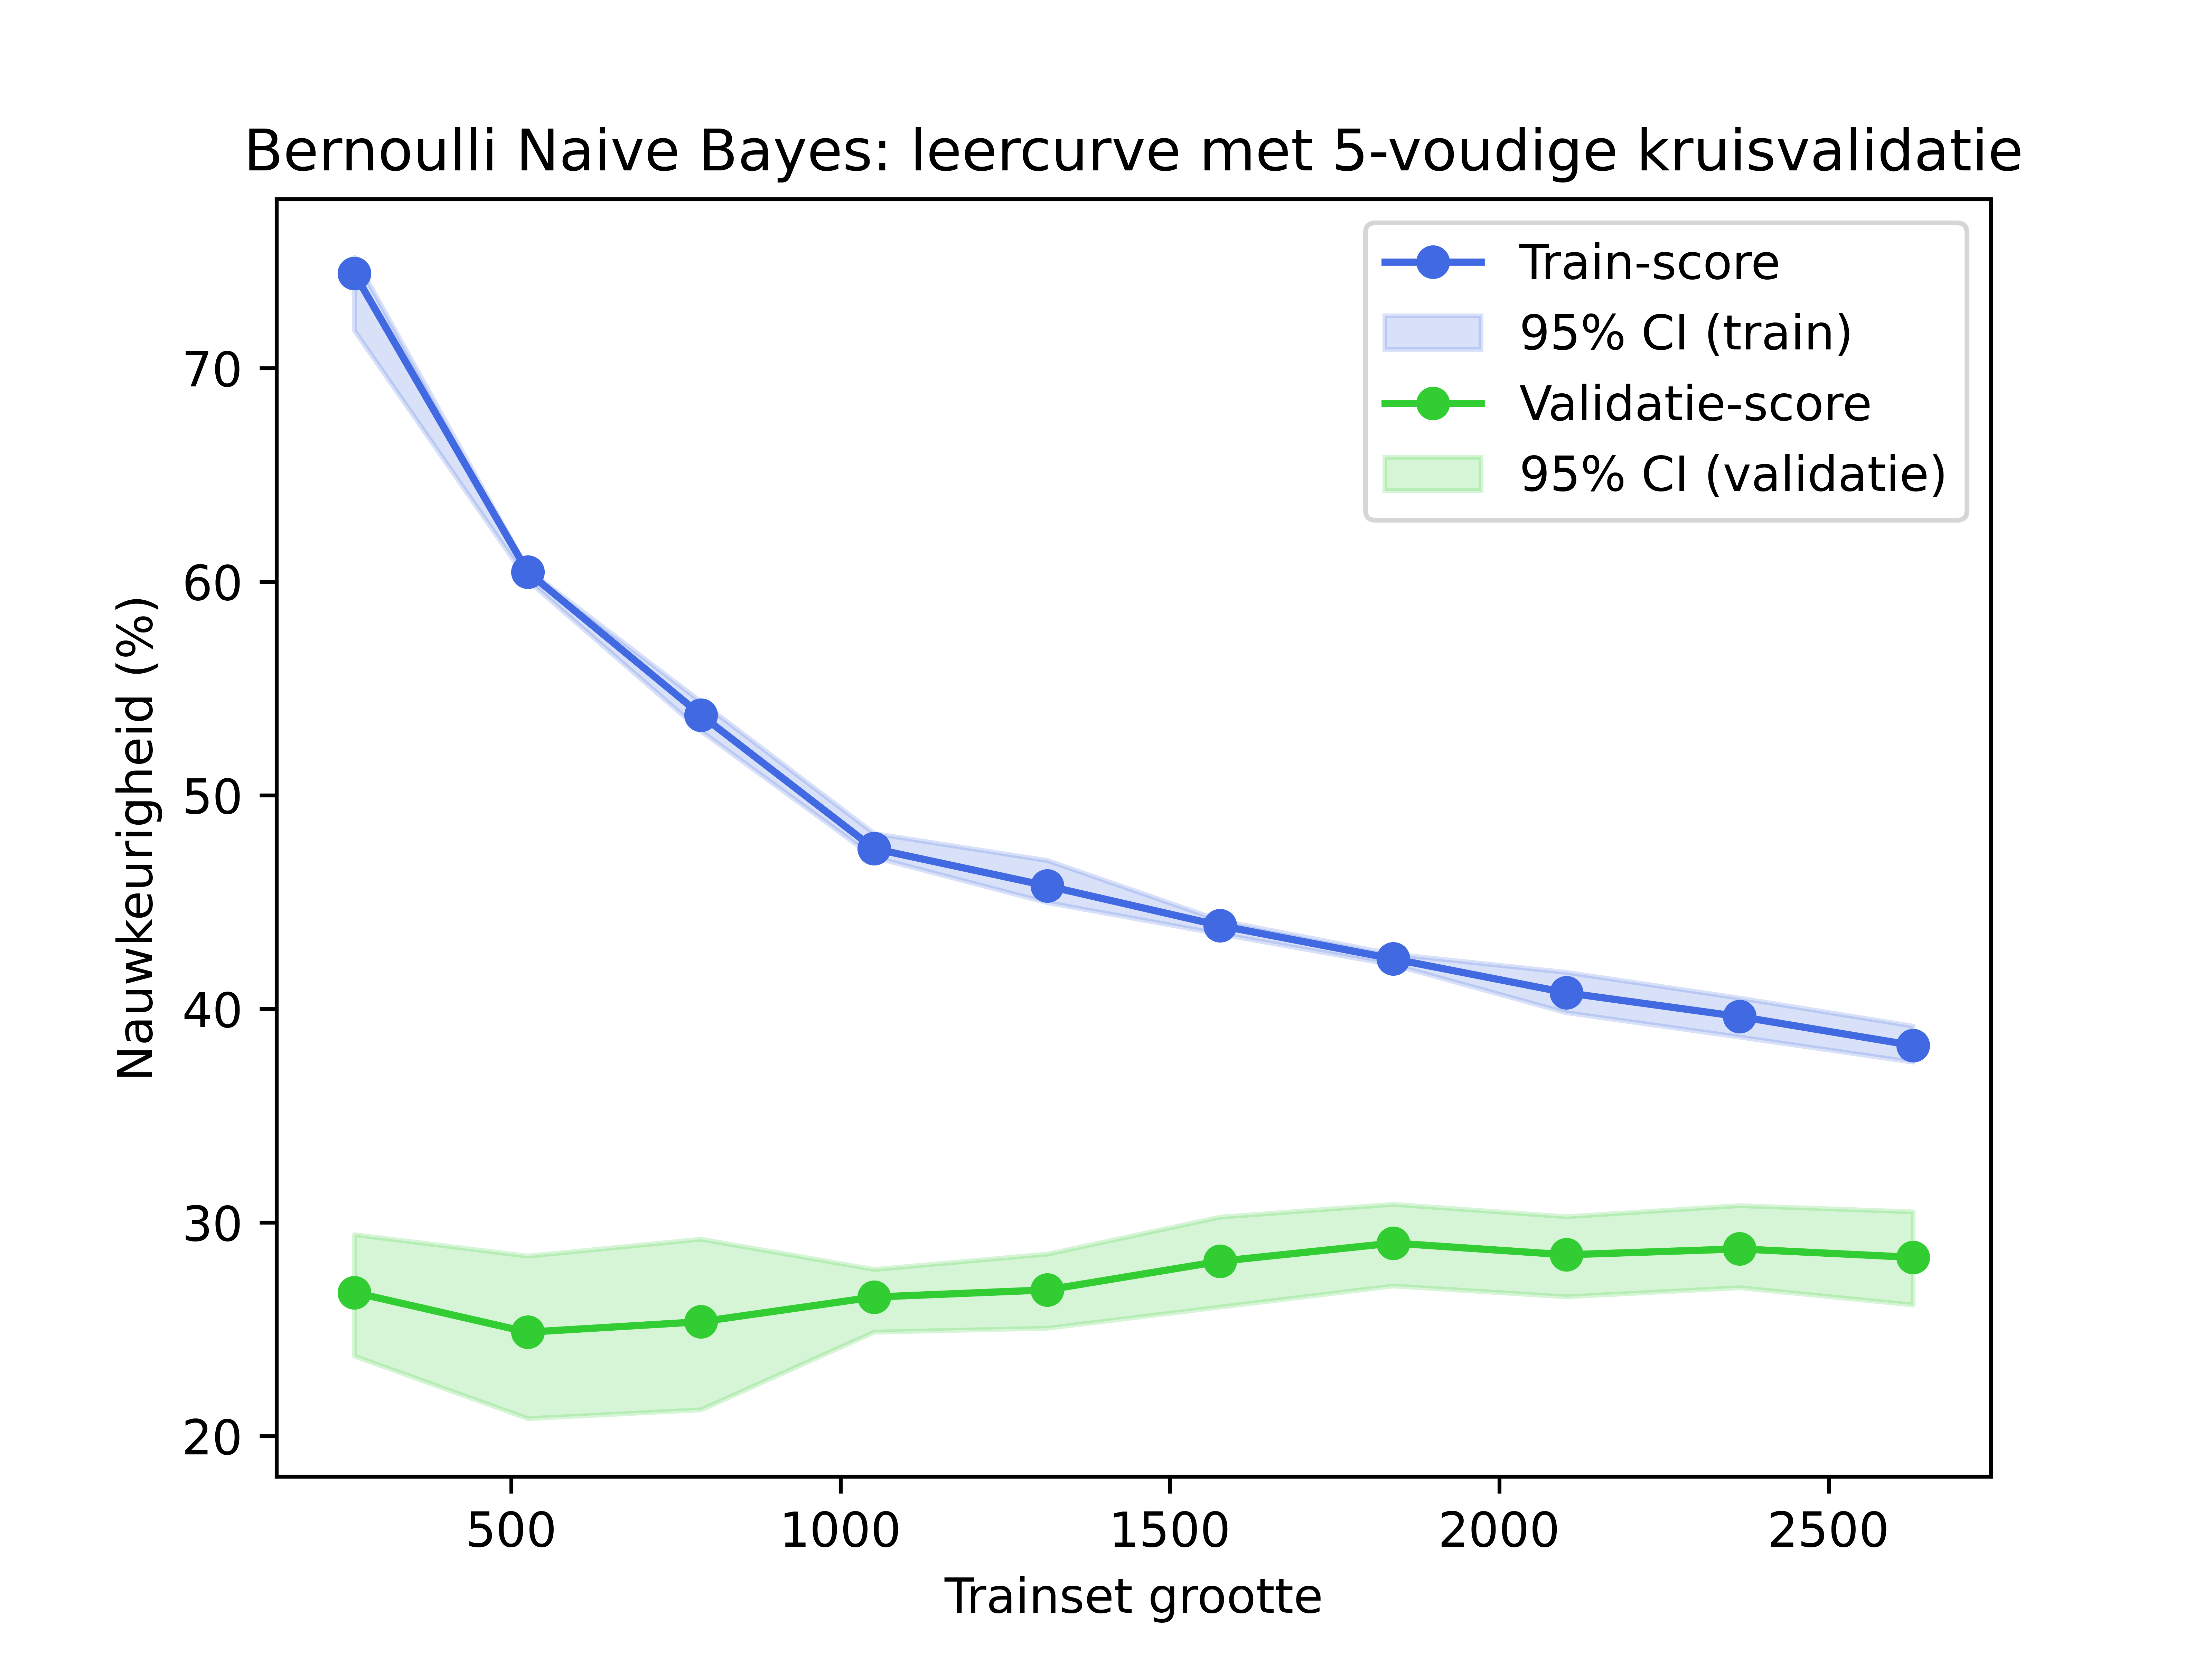 Bernoulli Naive Bayes: leercurve met 5-voudige kruisvalidatie
Train-score
95% CI (train)
Validatie-score
95% CI (validatie)
Nauwkeurigheid (%)
70
60
50
40
30
20
500 1000 1500 2000 2500
Trainset grootte